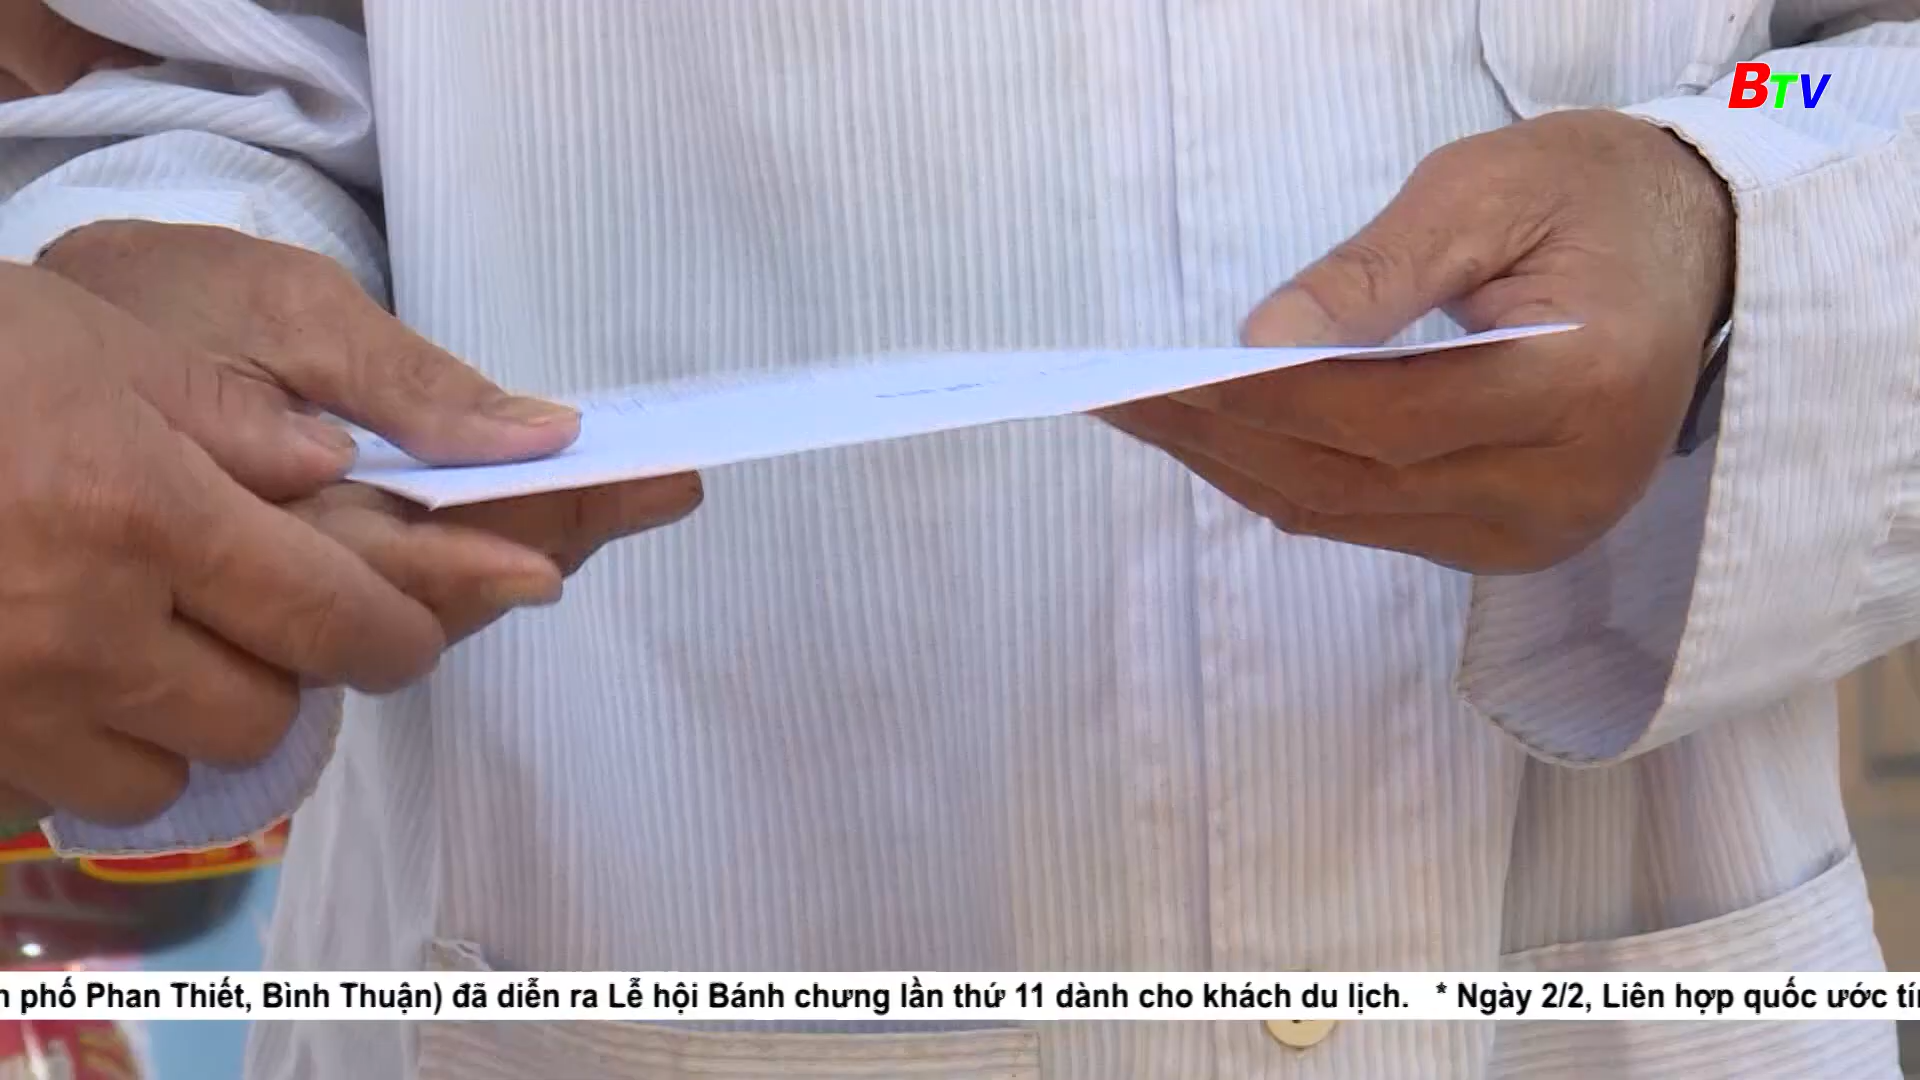 BTV
phố Phan Thiết, Bình Thuận) đã diễn ra Lễ hội Bánh chưng lần thứ 11 dành cho khách du lịch. * Ngày 2/2, Liên hợp quốc ước